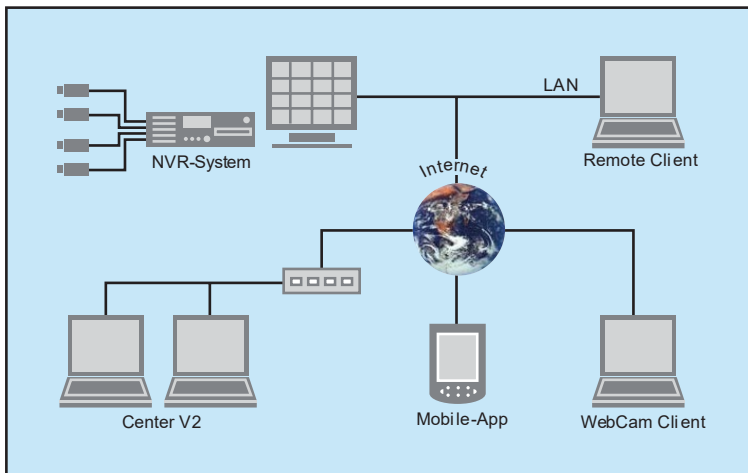 LAN
NVR-System
Remote Client
Internet
Center V2
Mobile-App
WebCam Client